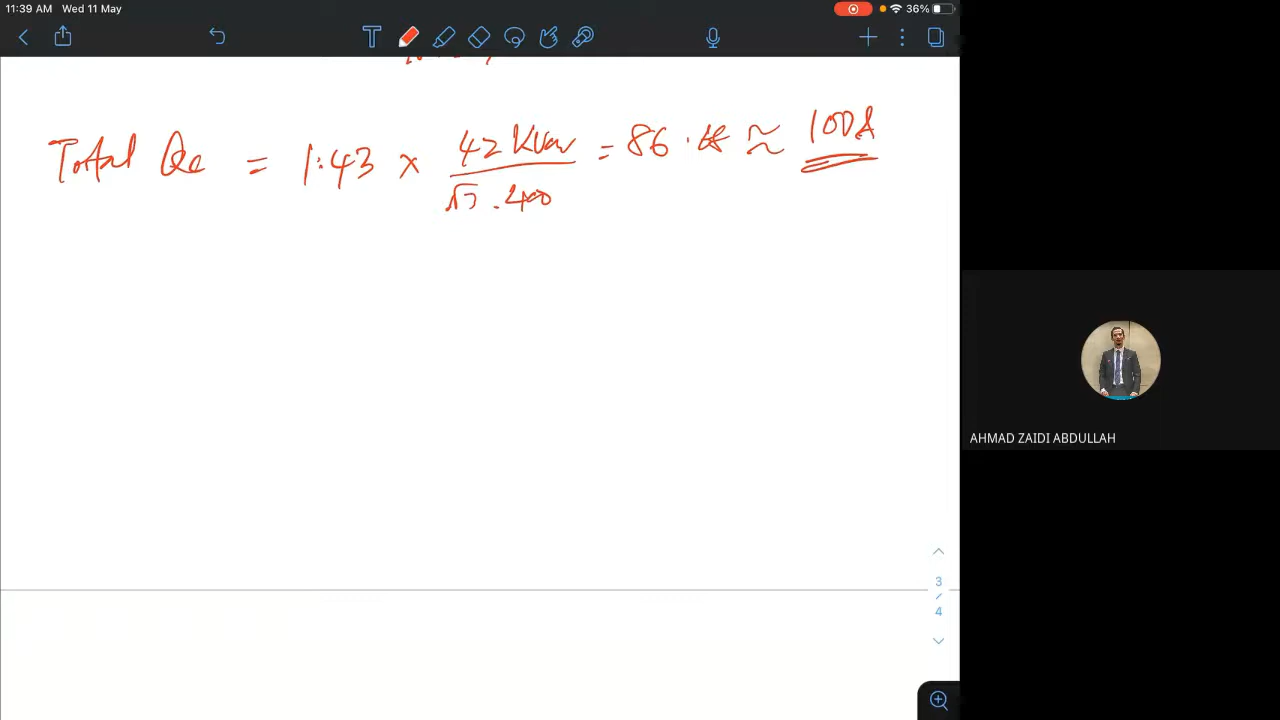 11:39 AM Wed 11 May
36%
Total Qc = 1.43 × 42 kVar / √3 . 400 = 86.68 ≈ 100A
3
4
AHMAD ZAIDI ABDULLAH